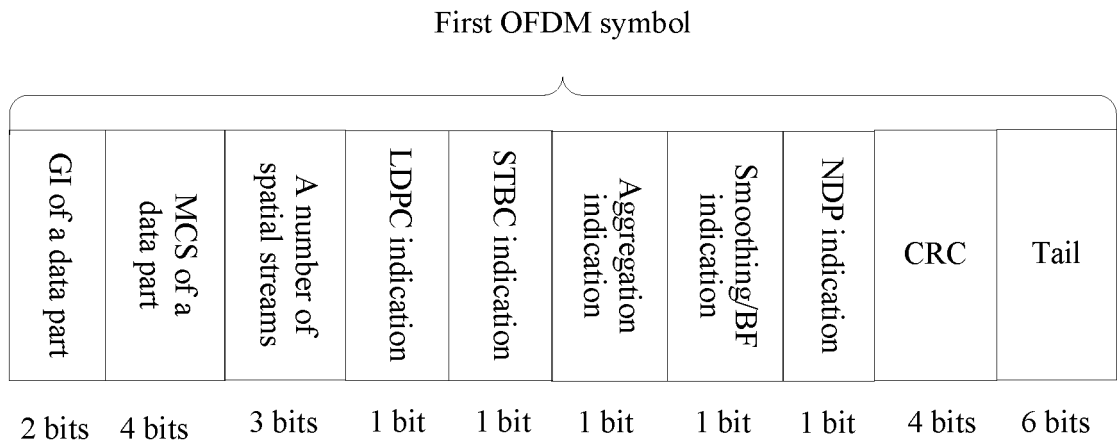 First OFDM symbol
GI of a data part
MCS of a
data part
A number of
spatial streams
LDPC indication
STBC indication
Aggregation
indication
Smoothing/BF
indication
NDP indication
CRC
Tail
2 bits
4 bits
3 bits
1 bit
1 bit
1 bit
1 bit
1 bit
4 bits
6 bits